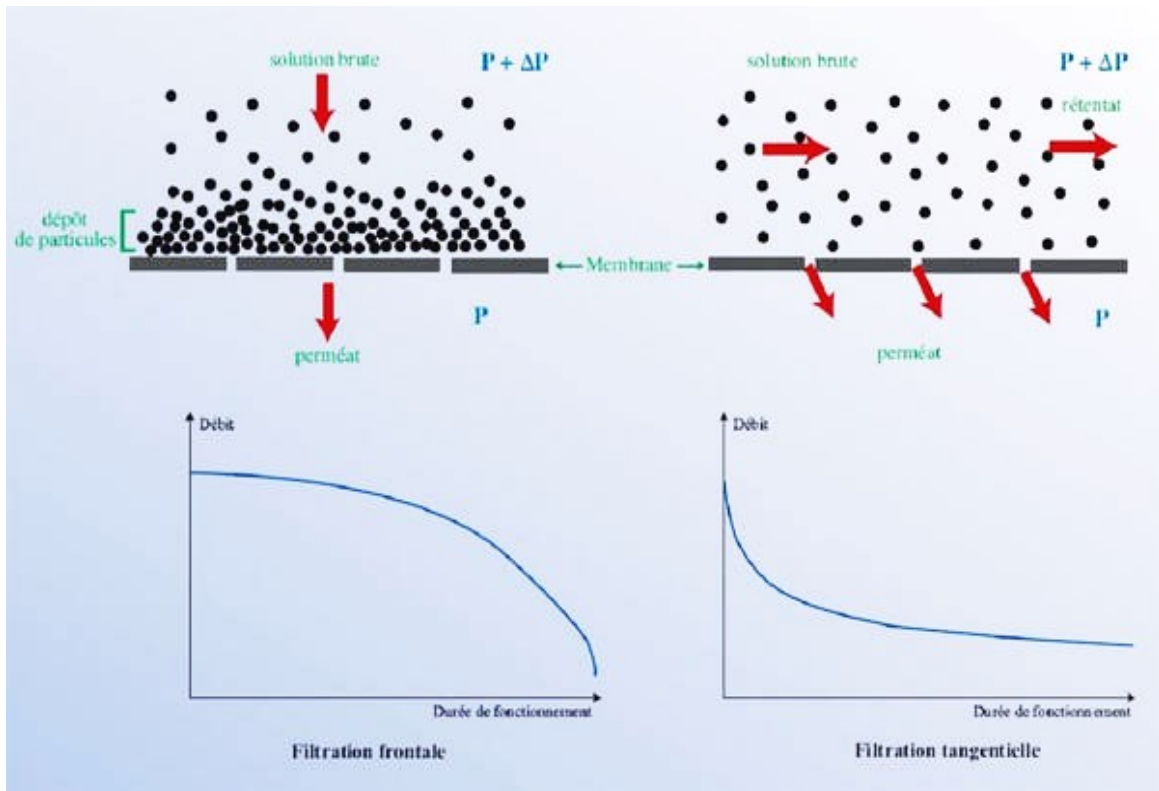 solution brute
P + ΔP
dépôt
de particules
P
perméat
Membrane
solution brute
P + ΔP
rétentat
P
perméat
Débit
Durée de fonctionnement
Filtration frontale
Débit
Durée de fonctionnement
Filtration tangentielle